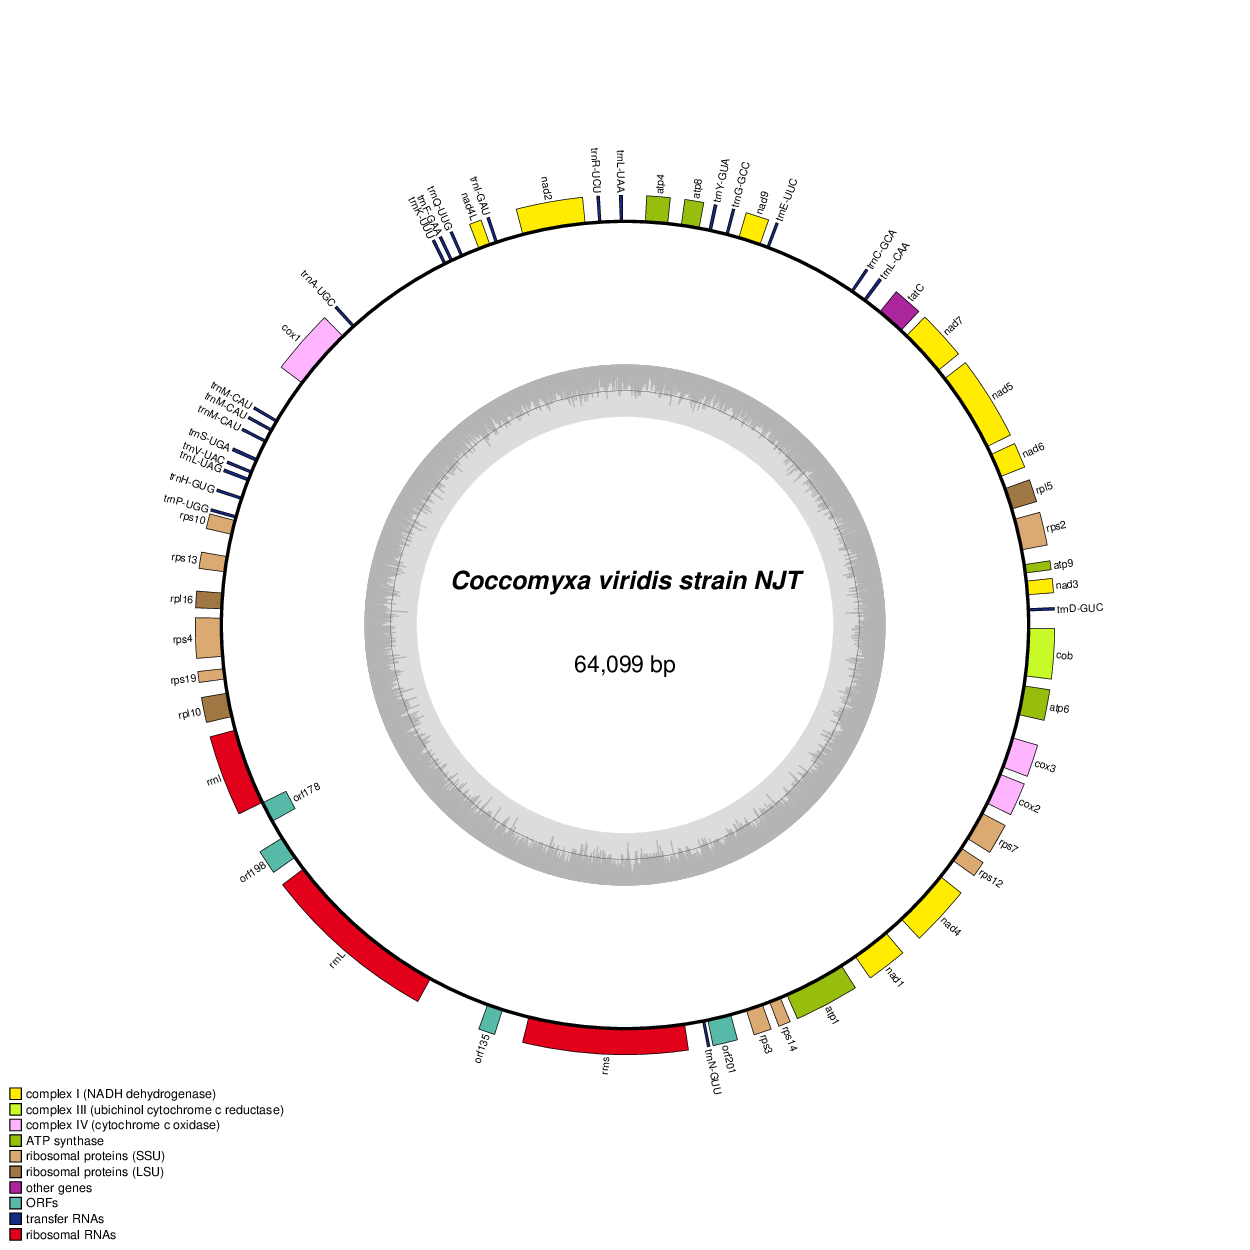 trnR-UCU
trnL-UAA
atp4
atp8
trnY-GUA
trnG-GCC
nad9
trnE-UUC
trnC-GCA
trnL-CAA
tatC
nad7
nad5
nad6
rpl5
rps2
atp9
nad3
trnD-GUC
cob
atp6
cox3
cox2
rps7
rps12
nad4
nad1
atp1
rps14
rps3
orf201
trnN-GUU
rrns
orf135
rrnL
orf198
orf178
rrnl
rpl10
rps19
rps4
rpl16
rps13
rps10
trnP-UGG
trnH-GUG
trnL-UAG
trnV-UAC
trnS-UGA
trnM-CAU
trnM-CAU
trnM-CAU
cox1
trnA-UGC
trnK-UUU
trnF-GAA
trnQ-UUG
nad4L
trnI-GAU
nad2
Coccomyxa viridis strain NJT
64,099 bp
complex I (NADH dehydrogenase)
complex III (ubichinol cytochrome c reductase)
complex IV (cytochrome c oxidase)
ATP synthase
ribosomal proteins (SSU)
ribosomal proteins (LSU)
other genes
ORFs
transfer RNAs
ribosomal RNAs